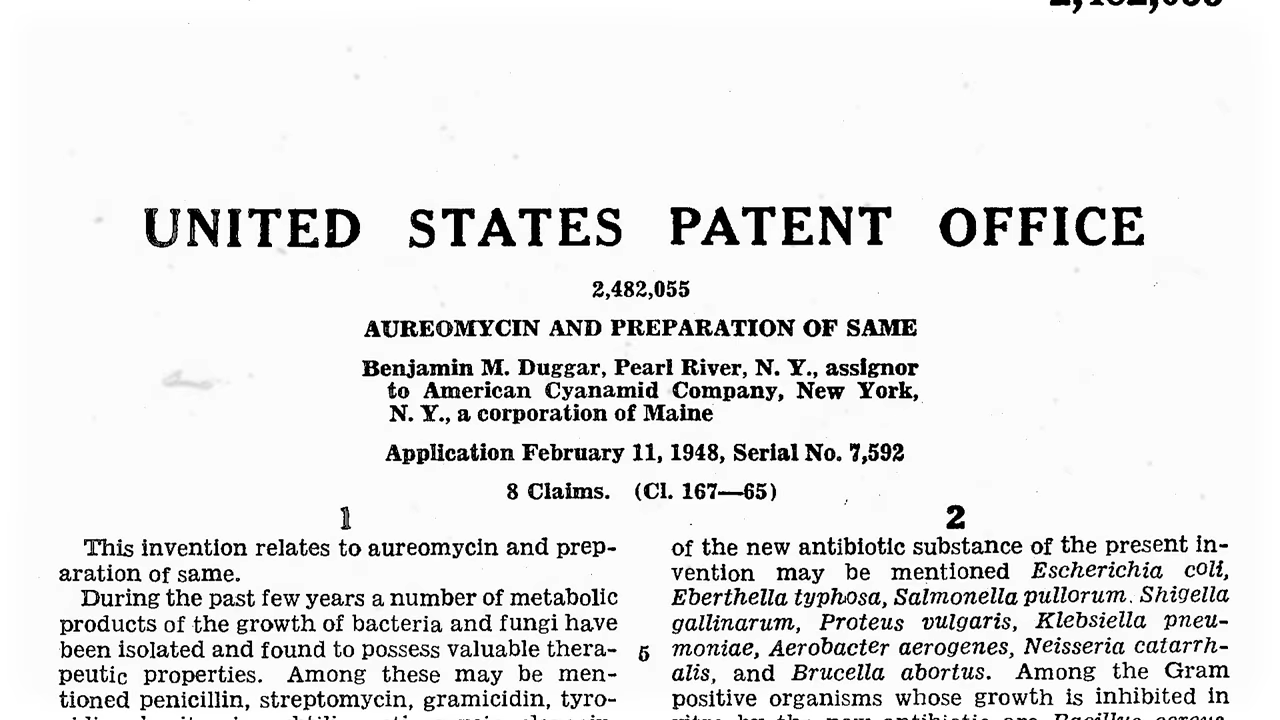 UNITED STATES PATENT OFFICE
2,482,055
AUREOMYCIN AND PREPARATION OF SAME
Benjamin M. Duggar, Pearl River, N. Y., assignor
to American Cyanamid Company, New York,
N. Y., a corporation of Maine
Application February 11, 1948, Serial No. 7,592
8 Claims. (Cl. 167—65)
1
This invention relates to aureomycin and prep-
aration of same.
During the past few years a number of metabolic
products of the growth of bacteria and fungi have
been isolated and found to possess valuable thera-
peutic properties. Among these may be men-
tioned penicillin, streptomycin, gramicidin, tyro-
2
of the new antibiotic substance of the present in-
vention may be mentioned Escherichia coli,
Eberthella typhosa, Salmonella pullorum. Shigella
gallinarum, Proteus vulgaris, Klebsiella pneu-
5 moniae, Aerobacter aerogenes, Neisseria catarrh-
alis, and Brucella abortus. Among the Gram
positive organisms whose growth is inhibited in